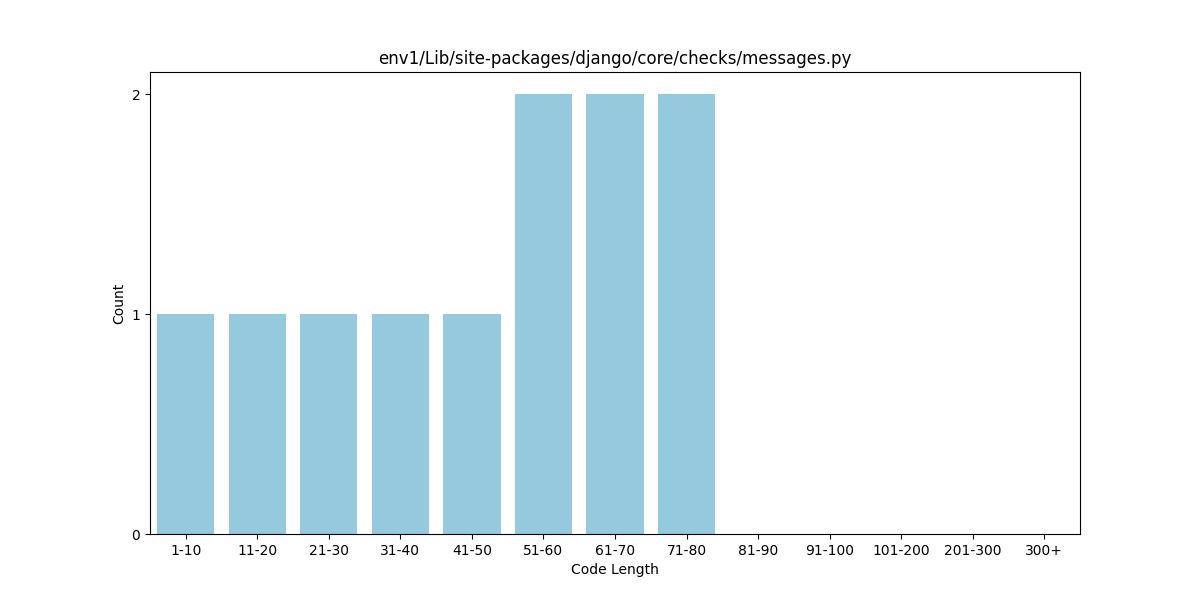 env1/Lib/site-packages/django/core/checks/messages.py
2
1
0
Count
1-10 11-20 21-30 31-40 41-50 51-60 61-70 71-80 81-90 91-100 101-200 201-300 300+
Code Length